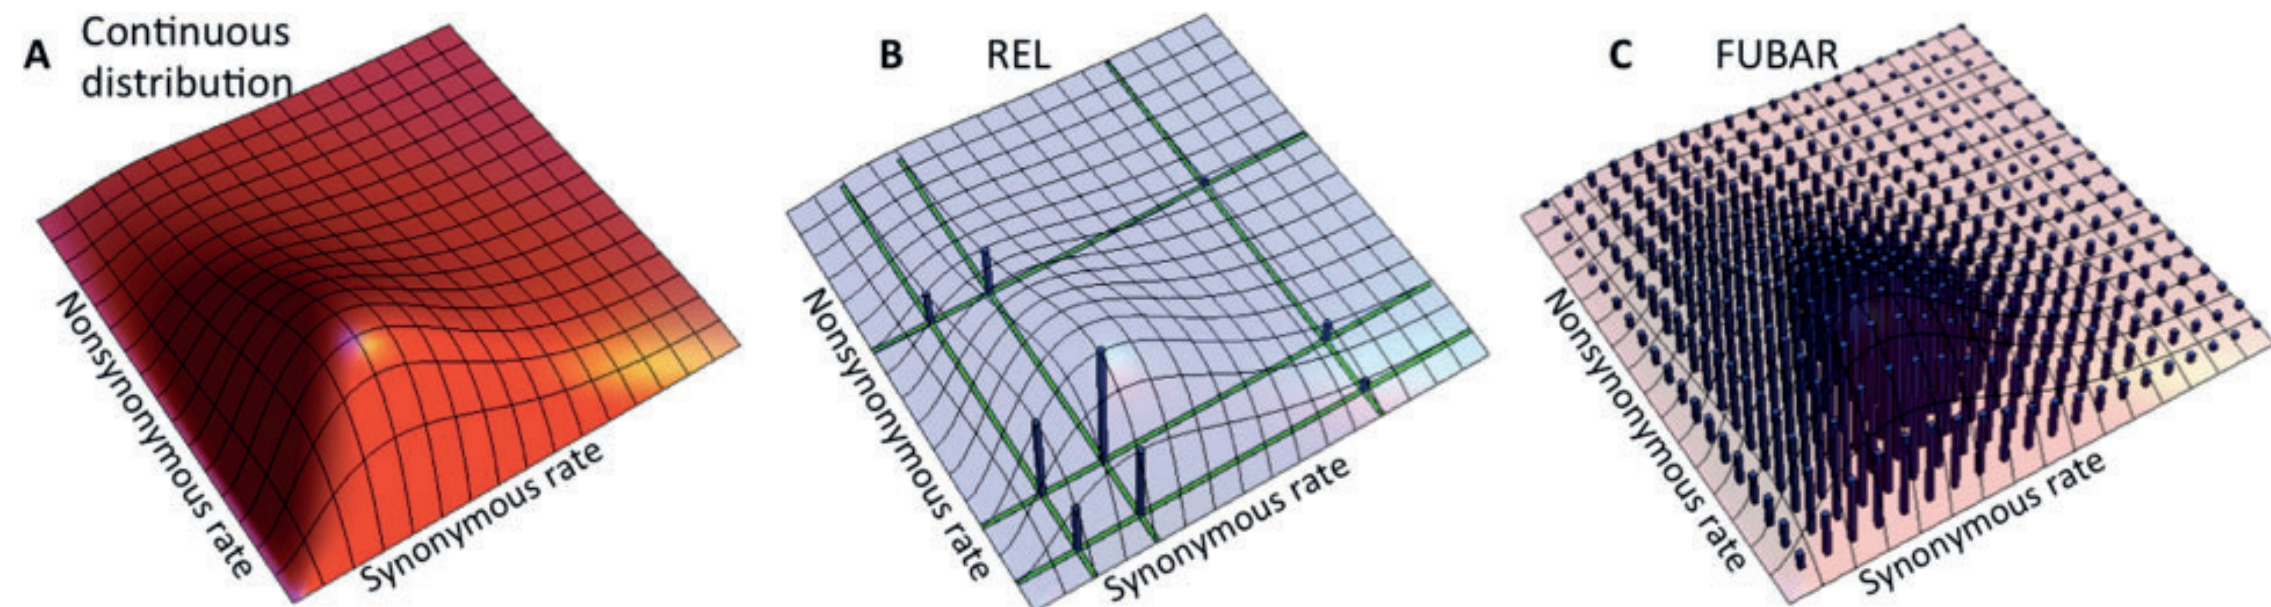 A
Continuous
distribution
Nonsynonymous rate
Synonymous rate
B
REL
Nonsynonymous rate
Synonymous rate
C
FUBAR
Nonsynonymous rate
Synonymous rate